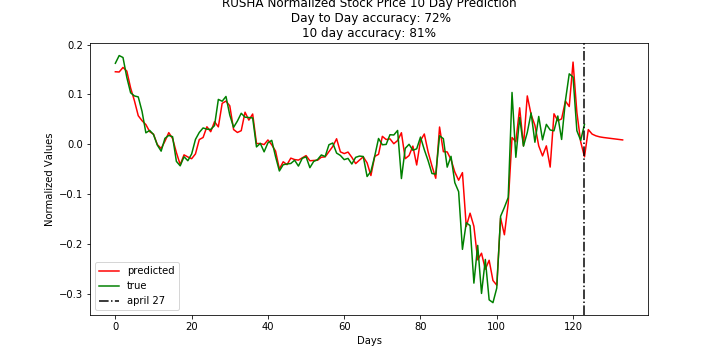 RUSHA Normalized Stock Price 10 Day Prediction
Day to Day accuracy: 72%
10 day accuracy: 81%
0.2
0.1
0.0
−0.1
−0.2
−0.3
Normalized Values
predicted
true
april 27
0 20 40 60 80 100 120
Days